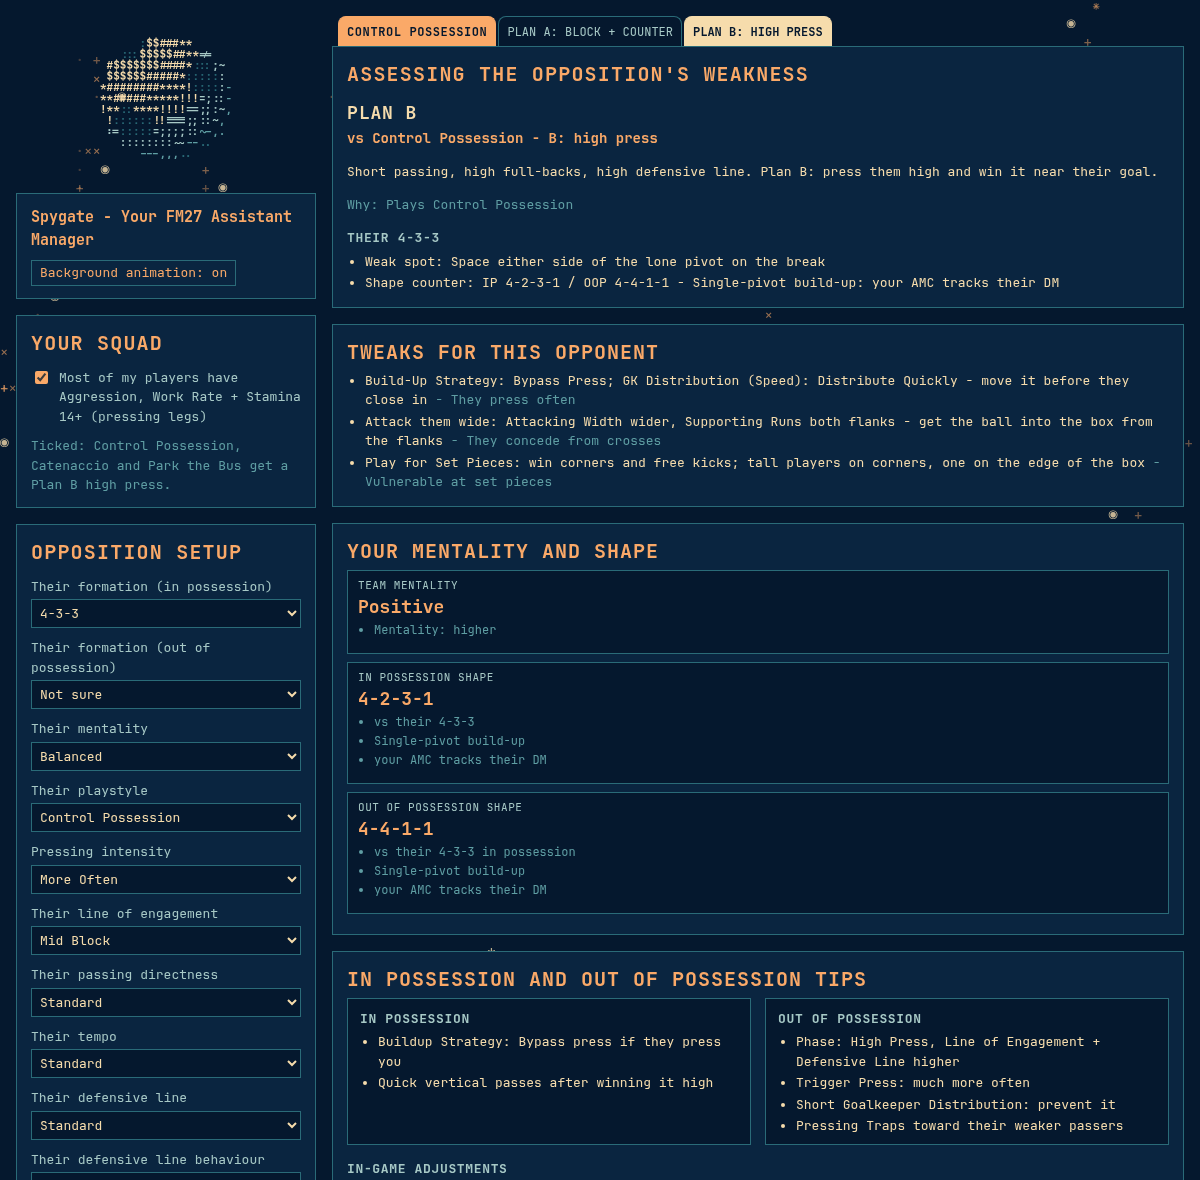 CONTROL POSSESSION
PLAN A: BLOCK + COUNTER
PLAN B: HIGH PRESS
Spygate - Your FM27 Assistant
Manager
Background animation: on
YOUR SQUAD
Most of my players have
Aggression, Work Rate + Stamina
14+ (pressing legs)
Ticked: Control Possession,
Catenaccio and Park the Bus get a
Plan B high press.
OPPOSITION SETUP
Their formation (in possession)
4-3-3
Their formation (out of
possession)
Not sure
Their mentality
Balanced
Their playstyle
Control Possession
Pressing intensity
More Often
Their line of engagement
Mid Block
Their passing directness
Standard
Their tempo
Standard
Their defensive line
Standard
Their defensive line behaviour
ASSESSING THE OPPOSITION'S WEAKNESS
PLAN B
vs Control Possession - B: high press
Short passing, high full-backs, high defensive line. Plan B: press them high and win it near their goal.
Why: Plays Control Possession
THEIR 4-3-3
• Weak spot: Space either side of the lone pivot on the break
• Shape counter: IP 4-2-3-1 / OOP 4-4-1-1 - Single-pivot build-up: your AMC tracks their DM
TWEAKS FOR THIS OPPONENT
• Build-Up Strategy: Bypass Press; GK Distribution (Speed): Distribute Quickly - move it before they
close in - They press often
• Attack them wide: Attacking Width wider, Supporting Runs both flanks - get the ball into the box from
the flanks - They concede from crosses
• Play for Set Pieces: win corners and free kicks; tall players on corners, one on the edge of the box -
Vulnerable at set pieces
YOUR MENTALITY AND SHAPE
TEAM MENTALITY
Positive
• Mentality: higher
IN POSSESSION SHAPE
4-2-3-1
• vs their 4-3-3
• Single-pivot build-up
• your AMC tracks their DM
OUT OF POSSESSION SHAPE
4-4-1-1
• vs their 4-3-3 in possession
• Single-pivot build-up
• your AMC tracks their DM
IN POSSESSION AND OUT OF POSSESSION TIPS
IN POSSESSION
• Buildup Strategy: Bypass press if they press
you
• Quick vertical passes after winning it high
OUT OF POSSESSION
• Phase: High Press, Line of Engagement +
Defensive Line higher
• Trigger Press: much more often
• Short Goalkeeper Distribution: prevent it
• Pressing Traps toward their weaker passers
IN-GAME ADJUSTMENTS